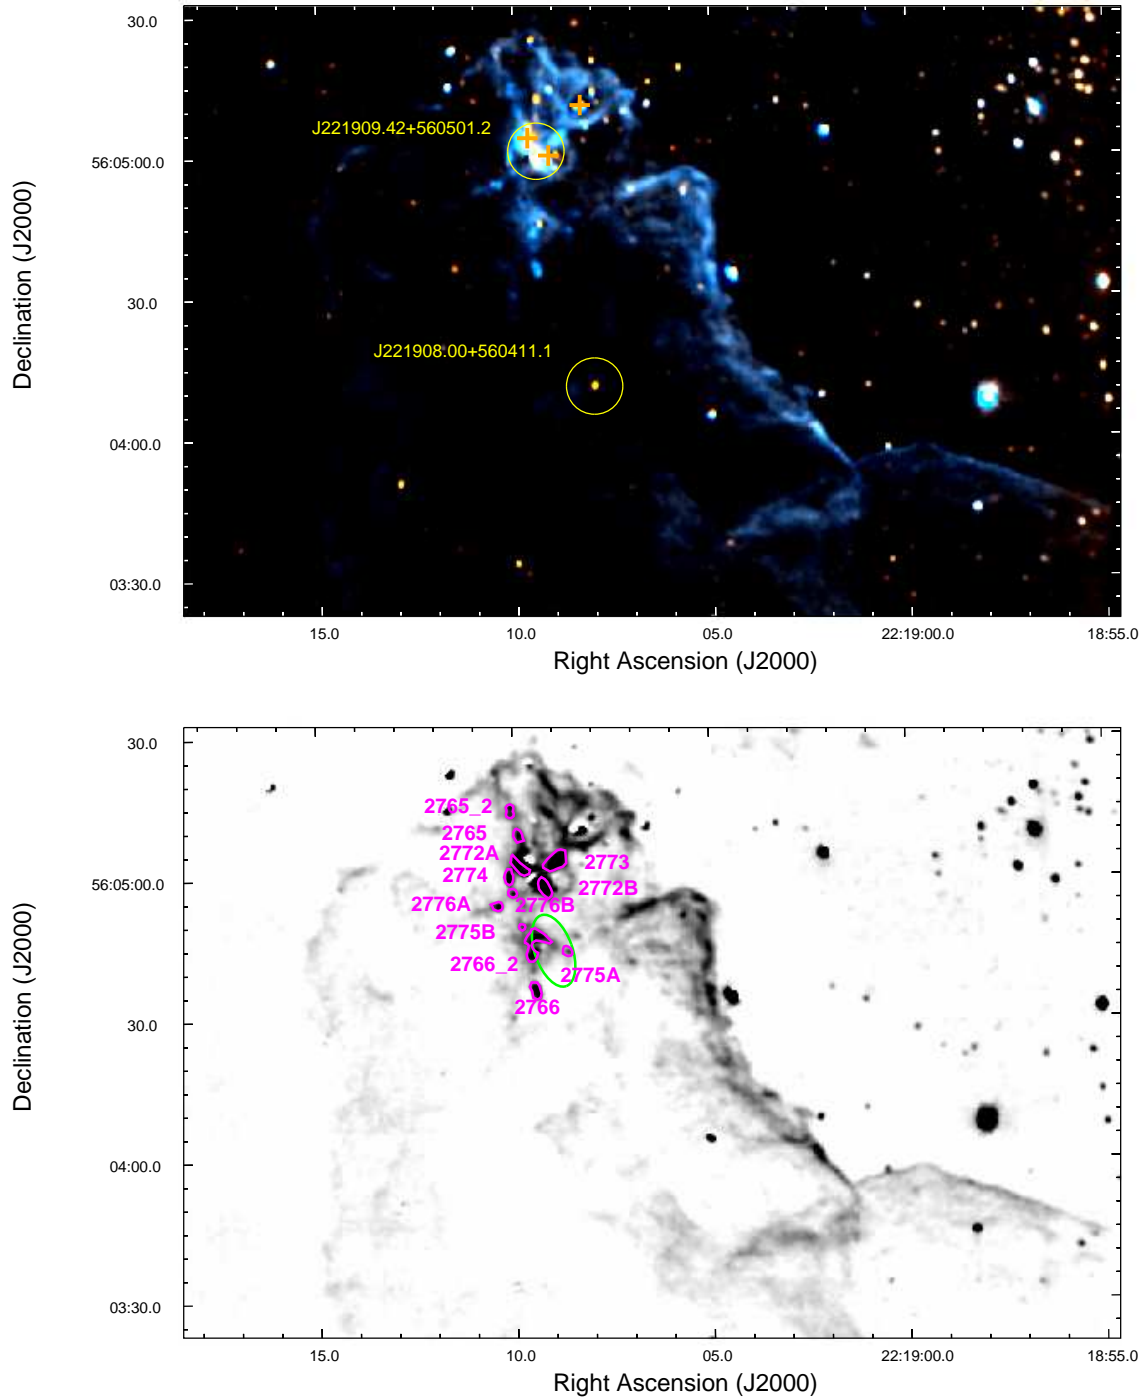 30.0
J221909.42+560501.2
56:05:00.0
30.0
J221908.00+560411.1
04:00.0
03:30.0
Declination (J2000)
15.0 10.0 05.0 22:19:00.0 18:55.0
Right Ascension (J2000)
30.0
2765_2
2765
2772A
2773
2774
2772B
56:05:00.0
2776A
2776B
2775B
2766_2
2775A
2766
30.0
04:00.0
03:30.0
Declination (J2000)
15.0 10.0 05.0 22:19:00.0 18:55.0
Right Ascension (J2000)